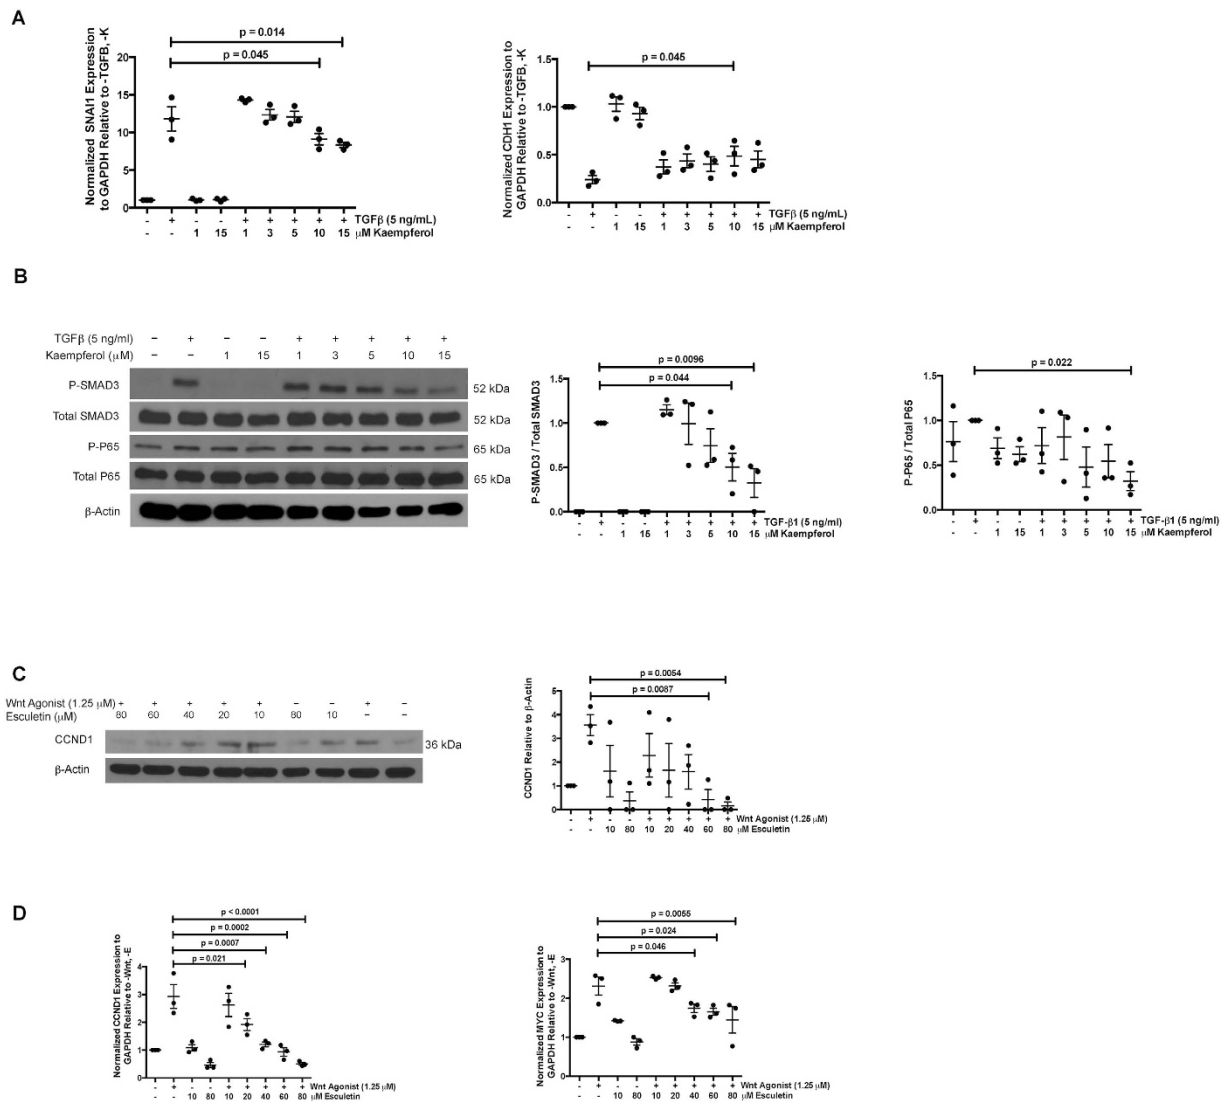 A
Normalized SNAI1 Expression
to GAPDH Relative to -TGFB, -K
p = 0.014
p = 0.045
20
15
10
5
0
- + - - + + + + + TGFβ (5 ng/mL)
- - 1 15 1 3 5 10 15 μM Kaempferol
Normalized CDH1 Expression to
GAPDH Relative to -TGFB, -K
p = 0.045
1.5
1.0
0.5
0.0
- + - - + + + + + TGFβ (5 ng/mL)
- - 1 15 1 3 5 10 15 μM Kaempferol
B
TGFβ (5 ng/ml) – + – – + + + + +
Kaempferol (μM) – – 1 15 1 3 5 10 15
P-SMAD3 52 kDa
Total SMAD3 52 kDa
P-P65 65 kDa
Total P65 65 kDa
β-Actin
P-SMAD3 / Total SMAD3
p = 0.0096
p = 0.044
1.5
1.0
0.5
0.0
- + - - + + + + + TGF-β1 (5 ng/ml)
- - 1 15 1 3 5 10 15 μM Kaempferol
P-P65 / Total P65
p = 0.022
1.5
1.0
0.5
0.0
- + - - + + + + + TGF-β1 (5 ng/ml)
- - 1 15 1 3 5 10 15 μM Kaempferol
C
Wnt Agonist (1.25 μM) + + + + + – – + –
Esculetin (μM) 80 60 40 20 10 80 10 – –
CCND1 36 kDa
β-Actin
CCND1 Relative to β-Actin
p = 0.0054
p = 0.0087
5
4
3
2
1
0
- + - - + + + + + Wnt Agonist (1.25 μM)
- - 10 80 10 20 40 60 80 μM Esculetin
D
Normalized CCND1 Expression to
GAPDH Relative to -Wnt, -E
p < 0.0001
p = 0.0002
p = 0.0007
p = 0.021
4
3
2
1
0
- + - - + + + + + Wnt Agonist (1.25 μM)
- - 10 80 10 20 40 60 80 μM Esculetin
Normalized MYC Expression to
GAPDH Relative to -Wnt, -E
p = 0.0055
p = 0.024
p = 0.046
3
2
1
0
- + - - + + + + + Wnt Agonist (1.25 μM)
- - 10 80 10 20 40 60 80 μM Esculetin